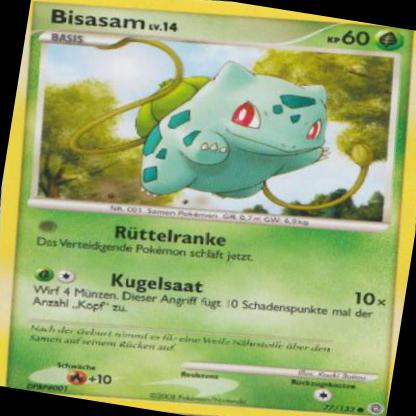 Bisasam LV.14
KP 60
BASIS
NR. 001 Samen Pokémon GR: 0,7 m GW: 6,9 kg
Rüttelranke
Das Verteidgende Pokémon schläft jetzt.
Kugelsaat 10×
Wirf 4 Münzen. Dieser Angriff fügt 10 Schadenspunkte mal der
Anzahl „Kopf" zu.
Nach der Geburt nimmt es für eine Weile Nährstoffe über den
Samen auf seinem Rücken auf.
Schwäche
+10
Resistenz
Rückzugskosten
©2008 Pokémon/Nintendo
77/132